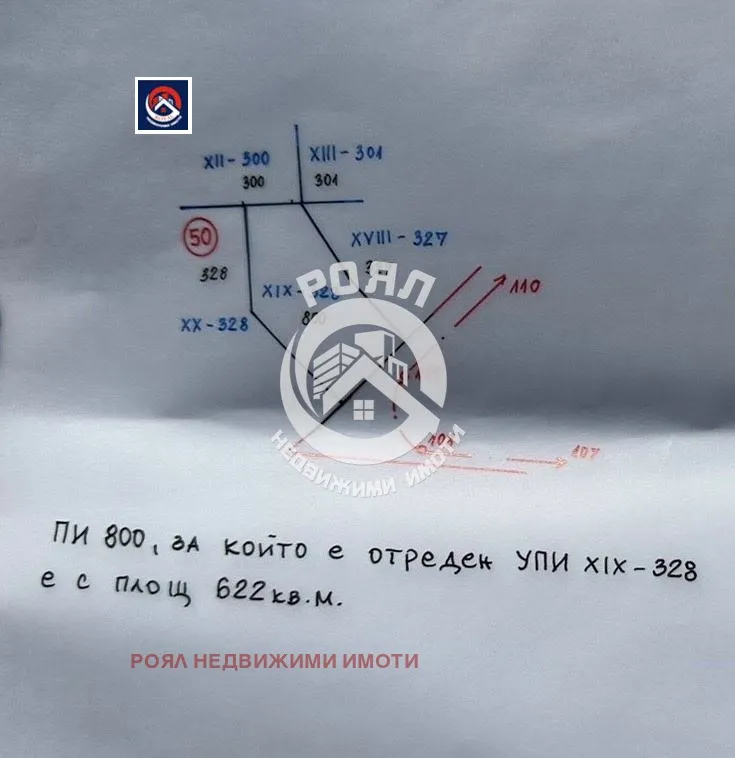 XII-300
XIII-301
300
301
50
XVIII-327
328
XIX-328
110
XX-328
РОЯЛ
НЕДВИЖИМИ ИМОТИ
107
ПИ 800, ЗА КОЙТО Е ОТРЕДЕН УПИ XIX-328
Е С ПЛОЩ 622 КВ.М.
РОЯЛ НЕДВИЖИМИ ИМОТИ